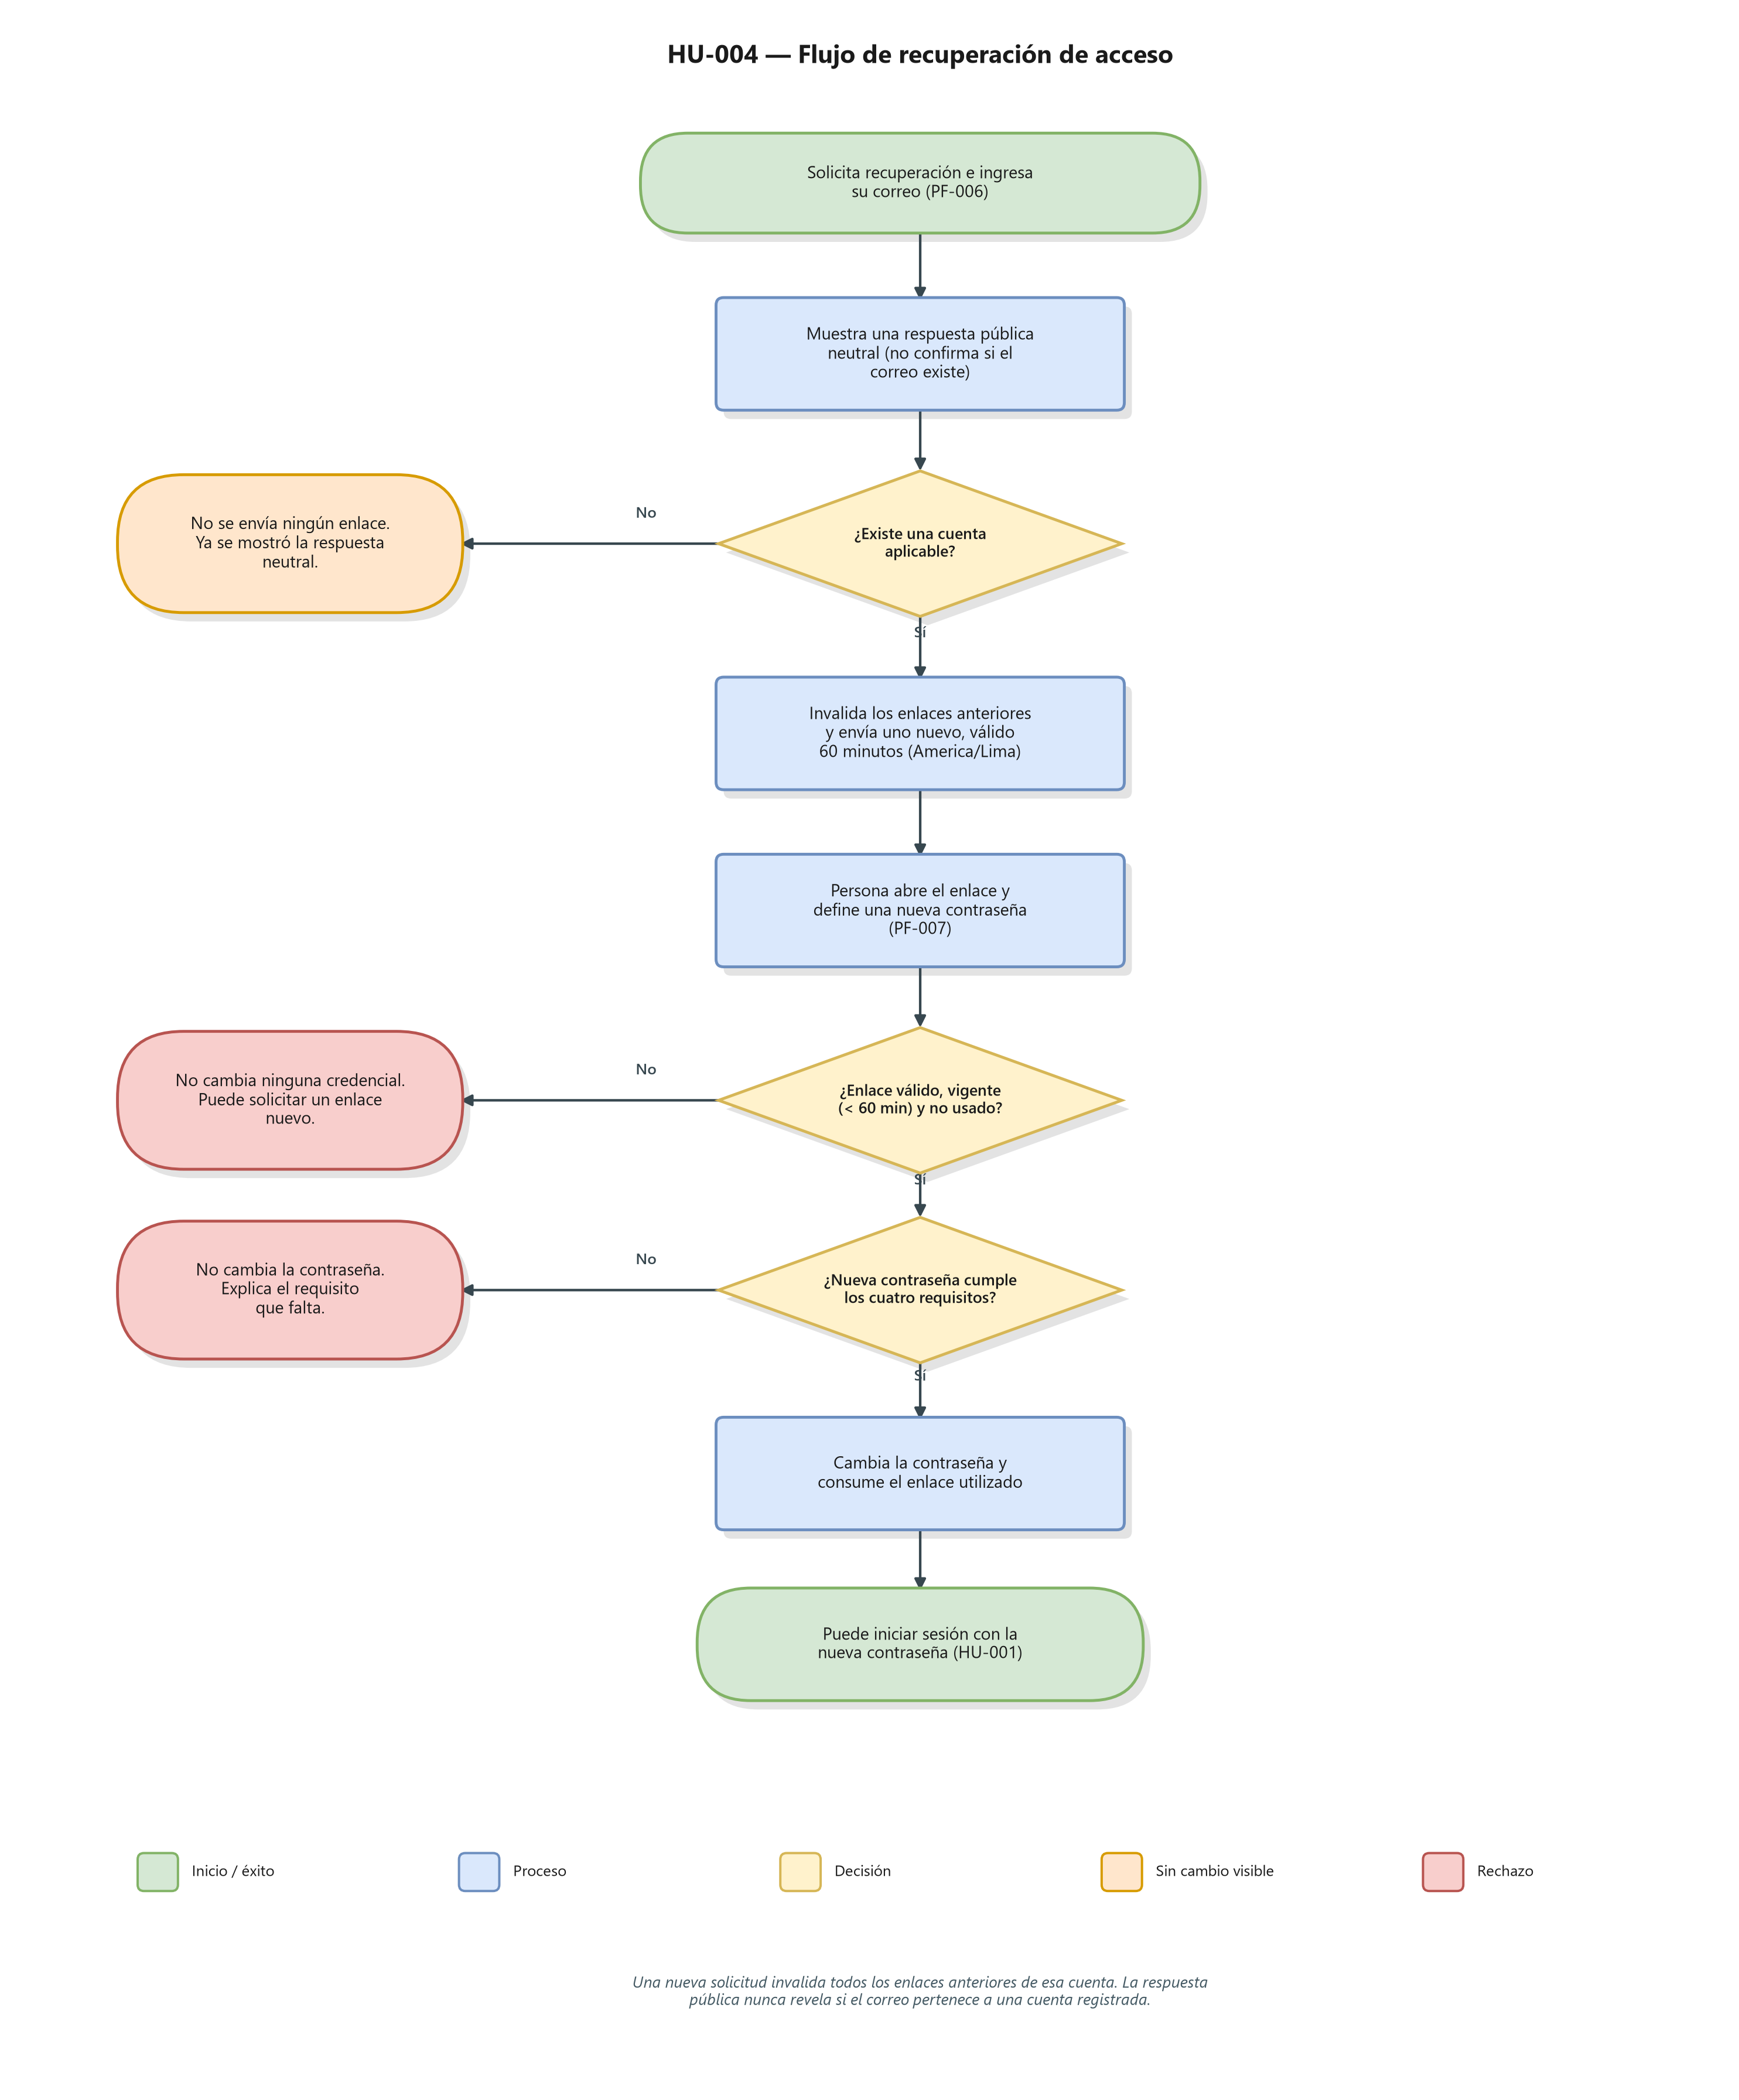 HU-004 — Flujo de recuperación de acceso
Solicita recuperación e ingresa
su correo (PF-006)
Muestra una respuesta pública
neutral (no confirma si el
correo existe)
No se envía ningún enlace.
Ya se mostró la respuesta
neutral.
No
¿Existe una cuenta
aplicable?
Sí
Invalida los enlaces anteriores
y envía uno nuevo, válido
60 minutos (America/Lima)
Persona abre el enlace y
define una nueva contraseña
(PF-007)
No cambia ninguna credencial.
Puede solicitar un enlace
nuevo.
No
¿Enlace válido, vigente
(< 60 min) y no usado?
Sí
No cambia la contraseña.
Explica el requisito
que falta.
No
¿Nueva contraseña cumple
los cuatro requisitos?
Sí
Cambia la contraseña y
consume el enlace utilizado
Puede iniciar sesión con la
nueva contraseña (HU-001)
Inicio / éxito
Proceso
Decisión
Sin cambio visible
Rechazo
Una nueva solicitud invalida todos los enlaces anteriores de esa cuenta. La respuesta
pública nunca revela si el correo pertenece a una cuenta registrada.